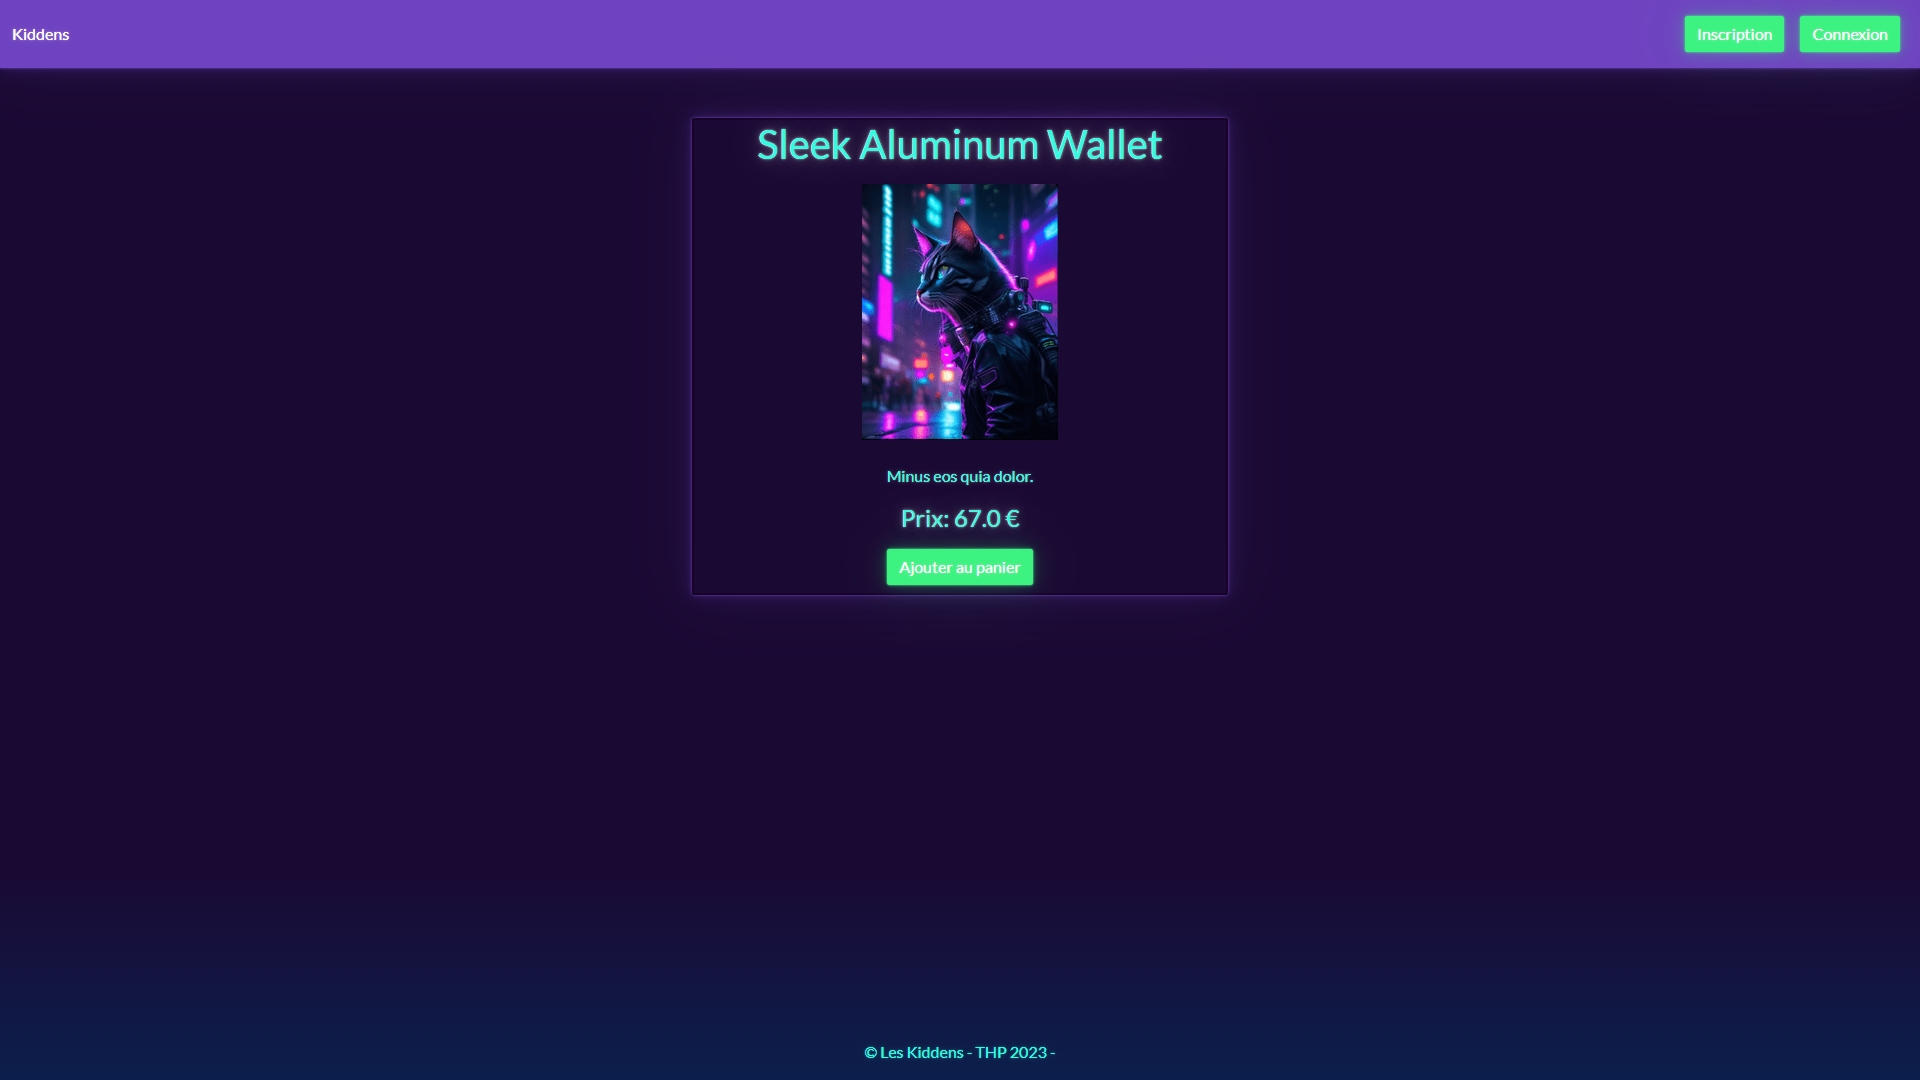 Kiddens
Inscription
Connexion
Sleek Aluminum Wallet
Minus eos quia dolor.
Prix: 67.0 €
Ajouter au panier
© Les Kiddens - THP 2023 -